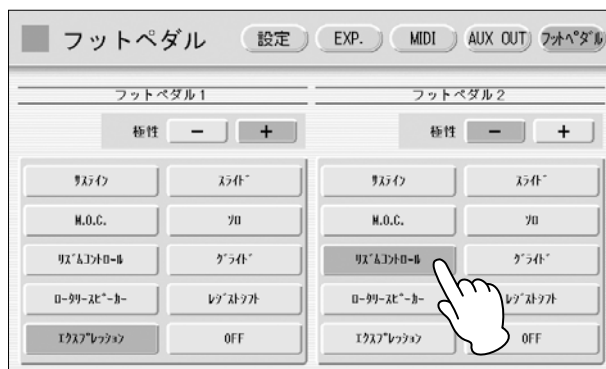 フットペダル 設定 EXP. MIDI AUX OUT フットペダル
フットペダル1
極性 − +
サステイン スライド
M.O.C. ソロ
リズムコントロール グライド
ロータリースピーカー レジストシフト
エクスプレッション OFF
フットペダル2
極性 − +
サステイン スライド
M.O.C. ソロ
リズムコントロール グライド
ロータリースピーカー レジストシフト
エクスプレッション OFF